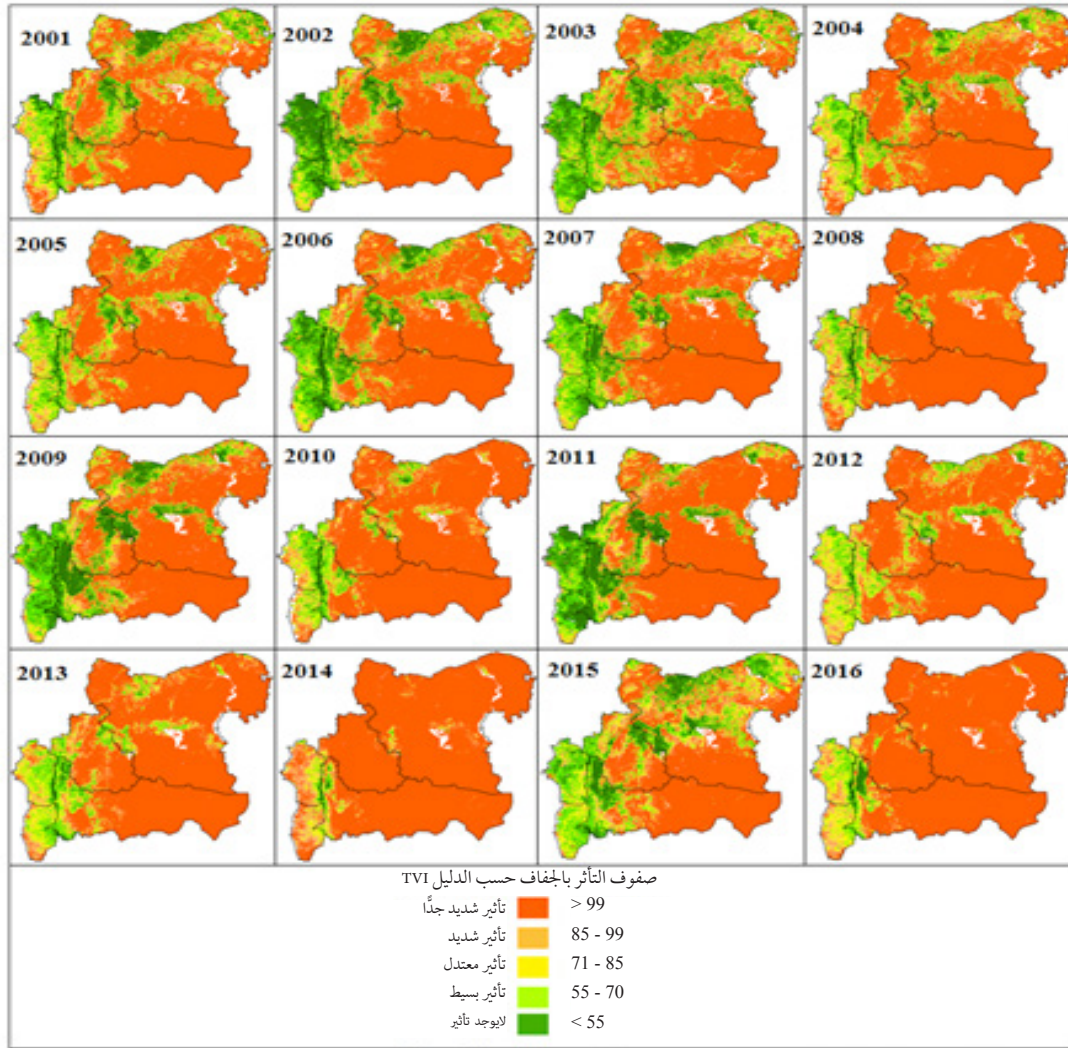 2001 2002 2003 2004
2005 2006 2007 2008
2009 2010 2011 2012
2013 2014 2015 2016
صفوف التأثر بالجفاف حسب الدليل TVI
تأثير شديد جدًّا > 99
تأثير شديد 85 - 99
تأثير معتدل 71 - 85
تأثير بسيط 55 - 70
لايوجد تأثير < 55